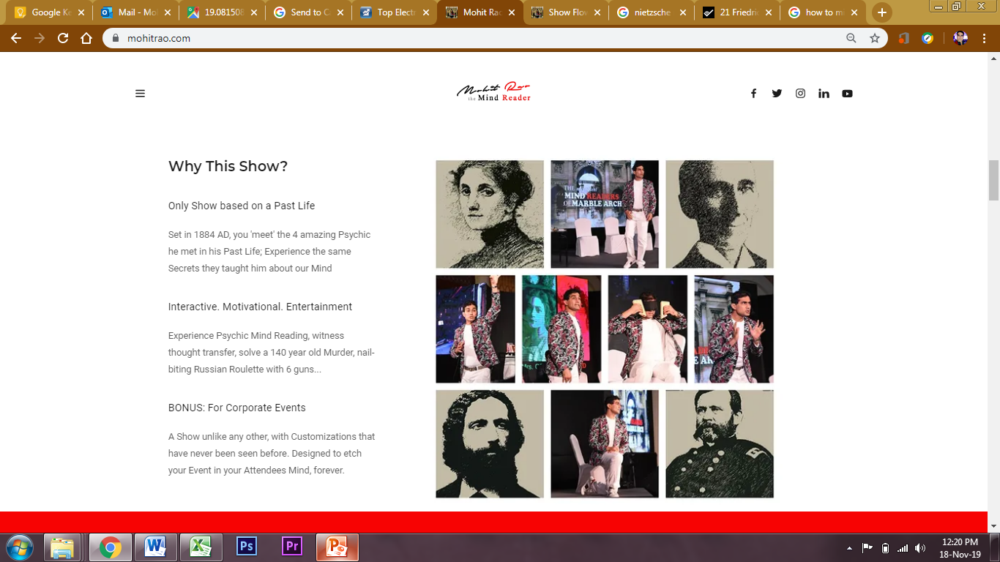 Google Ke
Mail - Mo
19.081508
Send to Ca
Top Electr
Mohit Rao
Show Flow
nietzsche
21 Friedri
how to m
mohitrao.com
Mohit Rao
the Mind Reader
Why This Show?
Only Show based on a Past Life
Set in 1884 AD, you 'meet' the 4 amazing Psychic
he met in his Past Life; Experience the same
Secrets they taught him about our Mind
Interactive. Motivational. Entertainment
Experience Psychic Mind Reading, witness
thought transfer, solve a 140 year old Murder, nail-
biting Russian Roulette with 6 guns...
BONUS: For Corporate Events
A Show unlike any other, with Customizations that
have never been seen before. Designed to etch
your Event in your Attendees Mind, forever.
THE
MIND READERS
OF MARBLE ARCH
12:20 PM
18-Nov-19